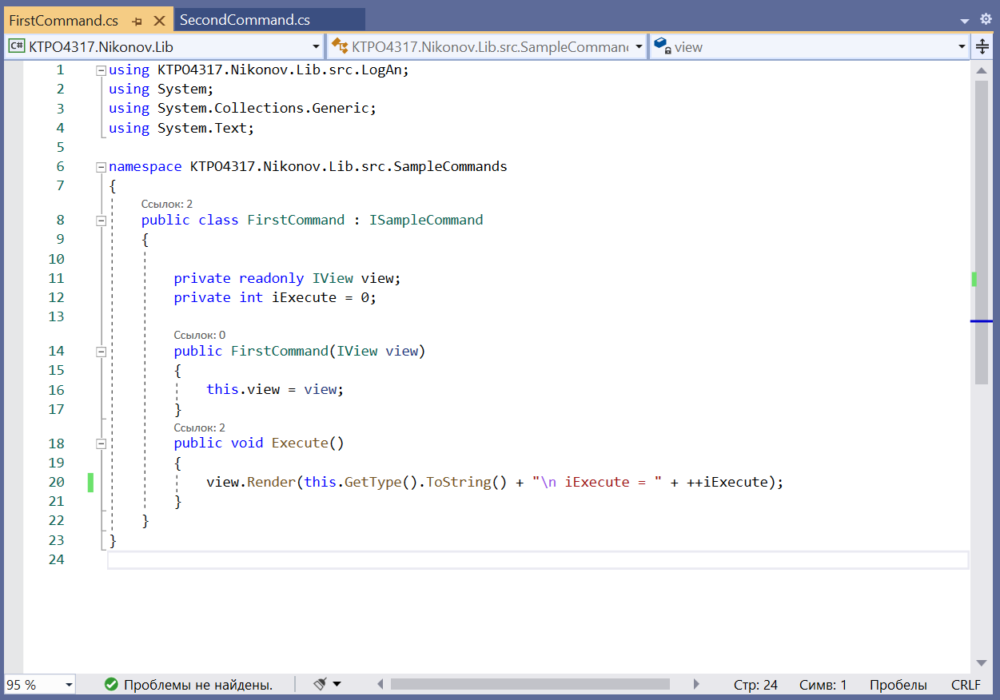 FirstCommand.cs
SecondCommand.cs
C# KTPO4317.Nikonov.Lib
KTPO4317.Nikonov.Lib.src.SampleComman
view
1 using KTPO4317.Nikonov.Lib.src.LogAn;
2 using System;
3 using System.Collections.Generic;
4 using System.Text;
5
6 namespace KTPO4317.Nikonov.Lib.src.SampleCommands
7 {
Ссылок: 2
8 public class FirstCommand : ISampleCommand
9 {
10
11 private readonly IView view;
12 private int iExecute = 0;
13
Ссылок: 0
14 public FirstCommand(IView view)
15 {
16 this.view = view;
17 }
Ссылок: 2
18 public void Execute()
19 {
20 view.Render(this.GetType().ToString() + "\n iExecute = " + ++iExecute);
21 }
22 }
23 }
24
95 %
Проблемы не найдены.
Стр: 24
Симв: 1
Пробелы
CRLF